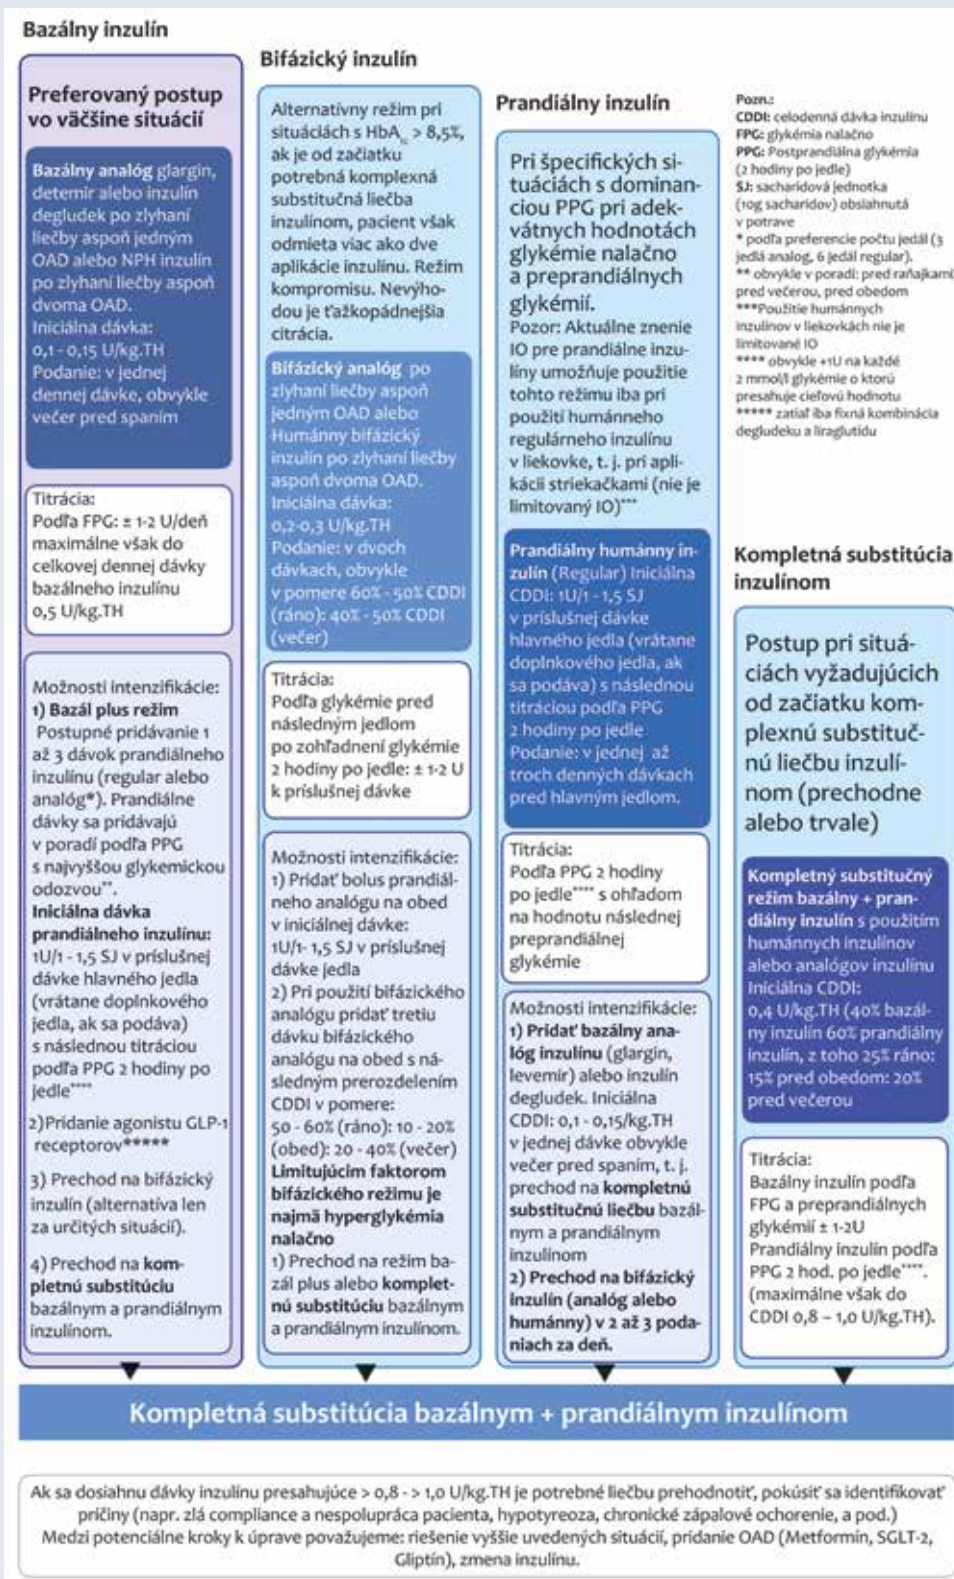 Bazálny inzulín
Preferovaný postup
vo väčšine situácií
Bazálny analóg glargin,
detemir alebo inzulín
degludek po zlyhaní
liečby aspoň jedným
OAD alebo NPH inzulín
po zlyhaní liečby aspoň
dvoma OAD.
Iniciálna dávka:
0,1 - 0,15 U/kg.TH
Podanie: v jednej
dennej dávke, obvykle
večer pred spaním
Titrácia:
Podľa FPG: ± 1-2 U/deň
maximálne však do
celkovej dennej dávky
bazálneho inzulínu
0,5 U/kg.TH
Možnosti intenzifikácie:
1) Bazál plus režim
Postupné pridávanie 1
až 3 dávok prandiálneho
inzulínu (regular alebo
analóg*). Prandiálne
dávky sa pridávajú
v poradí podľa PPG
s najvyššou glykemickou
odozvou**.
Iniciálna dávka
prandiálneho inzulínu:
1U/1 - 1,5 SJ v príslušnej
dávke hlavného jedla
(vrátane doplnkového
jedla, ak sa podáva)
s následnou titráciou
podľa PPG 2 hodiny po
jedle****
2)Pridanie agonistu GLP-1
receptorov*****
3) Prechod na bifázický
inzulín (alternatíva len
za určitých situácií).
4) Prechod na kom-
pletnú substitúciu
bazálnym a prandiálnym
inzulínom.
Bifázický inzulín
Alternatívny režim pri
situáciách s HbA1c > 8,5%,
ak je od začiatku
potrebná komplexná
substitučná liečba
inzulínom, pacient však
odmieta viac ako dve
aplikácie inzulínu. Režim
kompromisu. Nevýho-
dou je ťažkopádnejšia
citrácia.
Bifázický analóg po
zlyhaní liečby aspoň
jedným OAD alebo
Humánny bifázický
inzulín po zlyhaní liečby
aspoň dvoma OAD.
Iniciálna dávka:
0,2-0,3 U/kg.TH
Podanie: v dvoch
dávkach, obvykle
v pomere 60% - 50% CDDI
(ráno): 40% - 50% CDDI
(večer)
Titrácia:
Podľa glykémie pred
následným jedlom
po zohľadnení glykémie
2 hodiny po jedle: ± 1-2 U
k príslušnej dávke
Možnosti intenzifikácie:
1) Pridať bolus prandiál-
neho analógu na obed
v iniciálnej dávke:
1U/1- 1,5 SJ v príslušnej
dávke jedla
2) Pri použití bifázického
analógu pridať tretiu
dávku bifázického
analógu na obed s ná-
sledným prerozdelením
CDDI v pomere:
50 - 60% (ráno): 10 - 20%
(obed): 20 - 40% (večer)
Limitujúcim faktorom
bifázického režimu je
najmä hyperglykémia
nalačno
1) Prechod na režim ba-
zál plus alebo komplet-
nú substitúciu bazálnym
a prandiálnym inzulínom.
Prandiálny inzulín
Pri špecifických si-
tuáciách s dominan-
ciou PPG pri adek-
vátnych hodnotách
glykémie nalačno
a preprandiálnych
glykémií.
Pozor: Aktuálne znenie
IO pre prandiálne inzu-
líny umožňuje použitie
tohto režimu iba pri
použití humánneho
regulárneho inzulínu
v liekovke, t. j. pri apli-
kácii striekačkami (nie je
limitovaný IO)***
Prandiálny humánny in-
zulín (Regular) Iniciálna
CDDI: 1U/1 - 1,5 SJ
v príslušnej dávke
hlavného jedla (vrátane
doplnkového jedla, ak
sa podáva) s následnou
titráciou podľa PPG
2 hodiny po jedle
Podanie: v jednej až
troch denných dávkach
pred hlavným jedlom.
Titrácia:
Podľa PPG 2 hodiny
po jedle**** s ohľadom
na hodnotu následnej
preprandiálnej
glykémie
Možnosti intenzifikácie:
1) Pridať bazálny ana-
lóg inzulínu (glargin,
levemir) alebo inzulín
degludek. Iniciálna
CDDI: 0,1 - 0,15/kg.TH
v jednej dávke obvykle
večer pred spaním, t. j.
prechod na kompletnú
substitučnú liečbu bazál-
nym a prandiálnym
inzulínom
2) Prechod na bifázický
inzulín (analóg alebo
humánny) v 2 až 3 poda-
niach za deň.
Pozn.:
CDDI: celodenná dávka inzulínu
FPG: glykémia nalačno
PPG: Postprandiálna glykémia
(2 hodiny po jedle)
SJ: sacharidová jednotka
(10g sacharidov) obsiahnutá
v potrave
* podľa preferencie počtu jedál (3
jedlá analog, 6 jedál regular).
** obvykle v poradí: pred raňajkami,
pred večerou, pred obedom
***Použitie humánnych
inzulínov v liekovkách nie je
limitované IO
**** obvykle +1U na každé
2 mmol/l glykémie o ktorú
presahuje cieľovú hodnotu
***** zatiaľ iba fixná kombinácia
degludeku a liraglutidu
Kompletná substitúcia
inzulínom
Postup pri situá-
ciách vyžadujúcich
od začiatku kom-
plexnú substituč-
nú liečbu inzulí-
nom (prechodne
alebo trvale)
Kompletný substitučný
režim bazálny + pran-
diálny inzulín s použitím
humánnych inzulínov
alebo analógov inzulínu
Iniciálna CDDI:
0,4 U/kg.TH (40% bazál-
ny inzulín 60% prandiálny
inzulín, z toho 25% ráno:
15% pred obedom: 20%
pred večerou
Titrácia:
Bazálny inzulín podľa
FPG a preprandiálnych
glykémií ± 1-2U
Prandiálny inzulín podľa
PPG 2 hod. po jedle****.
(maximálne však do
CDDI 0,8 – 1,0 U/kg.TH).
Kompletná substitúcia bazálnym + prandiálnym inzulínom
Ak sa dosiahnu dávky inzulínu presahujúce > 0,8 - > 1,0 U/kg.TH je potrebné liečbu prehodnotiť, pokúsiť sa identifikovať
príčiny (napr. zlá compliance a nespolupráca pacienta, hypotyreoza, chronické zápalové ochorenie, a pod.)
Medzi potenciálne kroky k úprave považujeme: riešenie vyššie uvedených situácií, pridanie OAD (Metformin, SGLT-2,
Gliptín), zmena inzulínu.